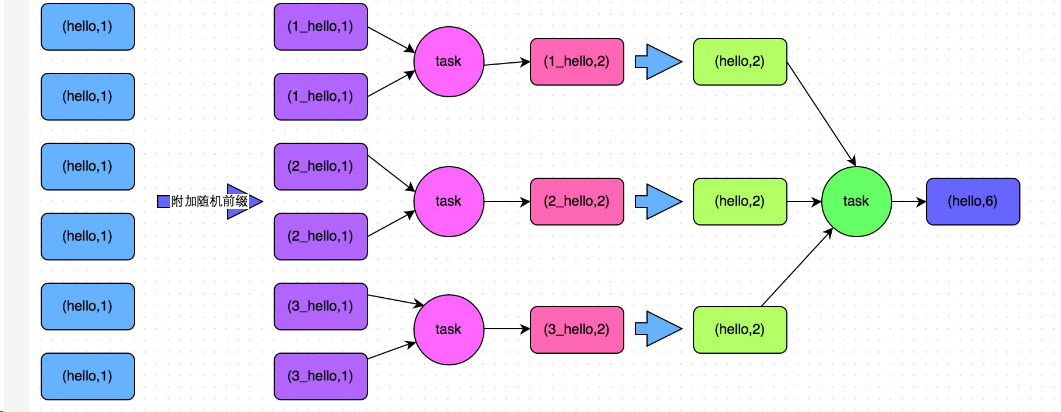 (hello,1)
(hello,1)
(hello,1)
(hello,1)
(hello,1)
(hello,1)
附加随机前缀
(1_hello,1)
(1_hello,1)
(2_hello,1)
(2_hello,1)
(3_hello,1)
(3_hello,1)
task
task
task
(1_hello,2)
(2_hello,2)
(3_hello,2)
(hello,2)
(hello,2)
(hello,2)
task
(hello,6)